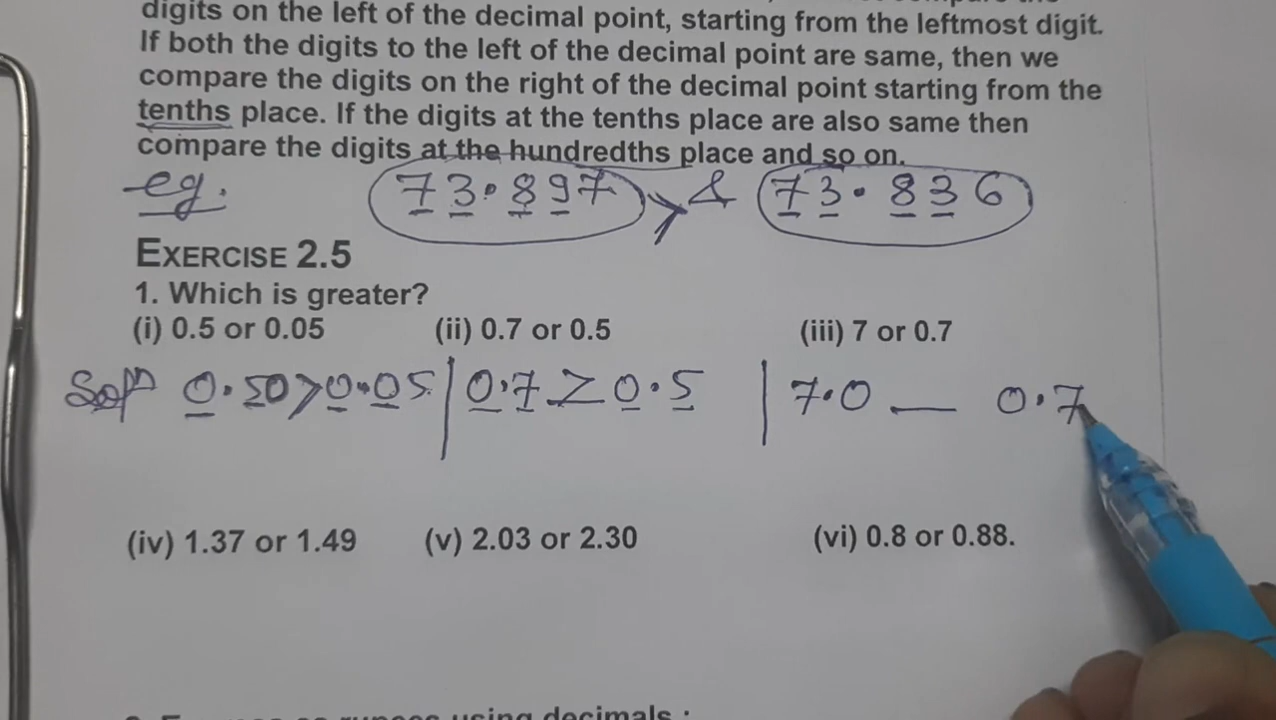 digits on the left of the decimal point, starting from the leftmost digit.
If both the digits to the left of the decimal point are same, then we
compare the digits on the right of the decimal point starting from the
tenths place. If the digits at the tenths place are also same then
compare the digits at the hundredths place and so on.
eg. 73.897 > & 73.836
EXERCISE 2.5
1. Which is greater?
(i) 0.5 or 0.05 (ii) 0.7 or 0.5 (iii) 7 or 0.7
Solⁿ 0.50 > 0.05 | 0.7 > 0.5 | 7.0 — 0.7
(iv) 1.37 or 1.49 (v) 2.03 or 2.30 (vi) 0.8 or 0.88.
using decimals :